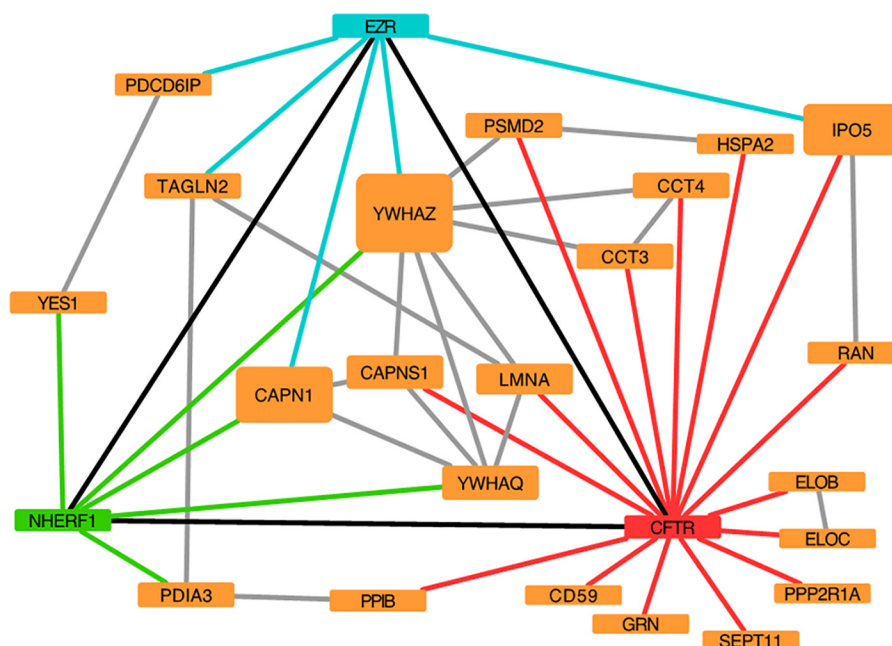 EZR
PDCD6IP
PSMD2
IPO5
HSPA2
TAGLN2
CCT4
YWHAZ
CCT3
YES1
RAN
CAPNS1
LMNA
CAPN1
YWHAQ
ELOB
NHERF1
CFTR
ELOC
PDIA3
PPIB
CD59
PPP2R1A
GRN
SEPT11